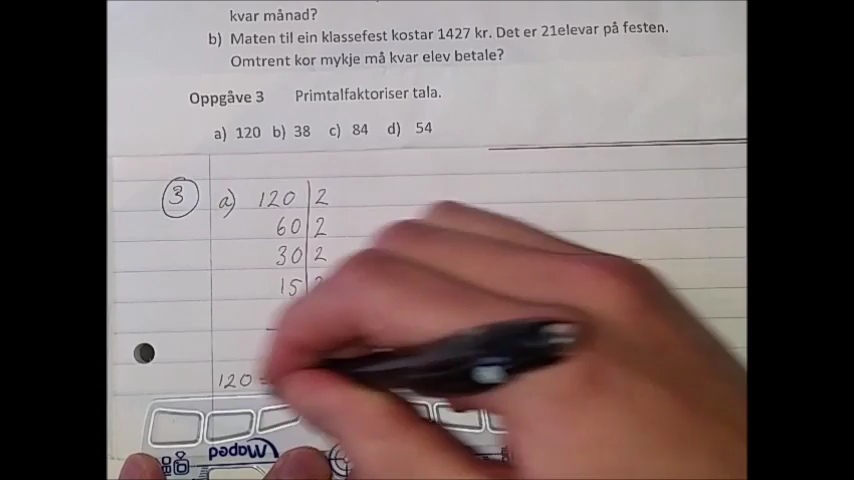 kvar månad?
b) Maten til ein klassefest kostar 1427 kr. Det er 21elevar på festen.
Omtrent kor mykje må kvar elev betale?
Oppgåve 3 Primtalfaktoriser tala.
a) 120 b) 38 c) 84 d) 54
3 a) 120 | 2
60 | 2
30 | 2
15 |
120 =
Maped